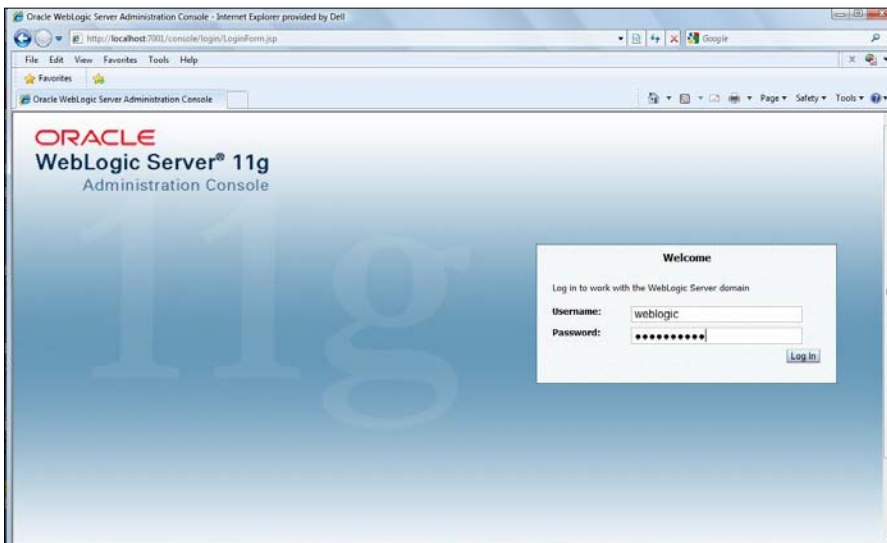 Oracle WebLogic Server Administration Console - Internet Explorer provided by Dell
http://localhost:7001/console/login/LoginForm.jsp
Google
File Edit View Favorites Tools Help
Favorites
Oracle WebLogic Server Administration Console
Page Safety Tools
ORACLE
WebLogic Server® 11g
Administration Console
11g
Welcome
Log in to work with the WebLogic Server domain
Username:
weblogic
Password:
••••••••••
Log In